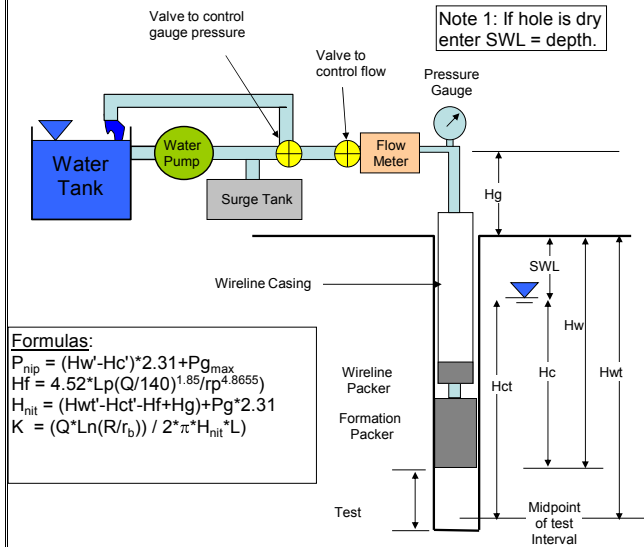 Valve to control
gauge pressure
Note 1: If hole is dry
enter SWL = depth.
Valve to
control flow
Pressure
Gauge
Water
Tank
Water
Pump
Flow
Meter
Surge Tank
Hg
SWL
Wireline Casing
Hw
Hct
Hc
Hwt
Formulas:
P_nip = (Hw'-Hc')*2.31+Pg_max
Hf = 4.52*Lp(Q/140)^1.85/rp^4.8655)
H_nit = (Hwt'-Hct'-Hf+Hg)+Pg*2.31
K = (Q*Ln(R/r_b)) / 2*π*H_nit*L)
Wireline
Packer
Formation
Packer
Test
Midpoint
of test
Interval